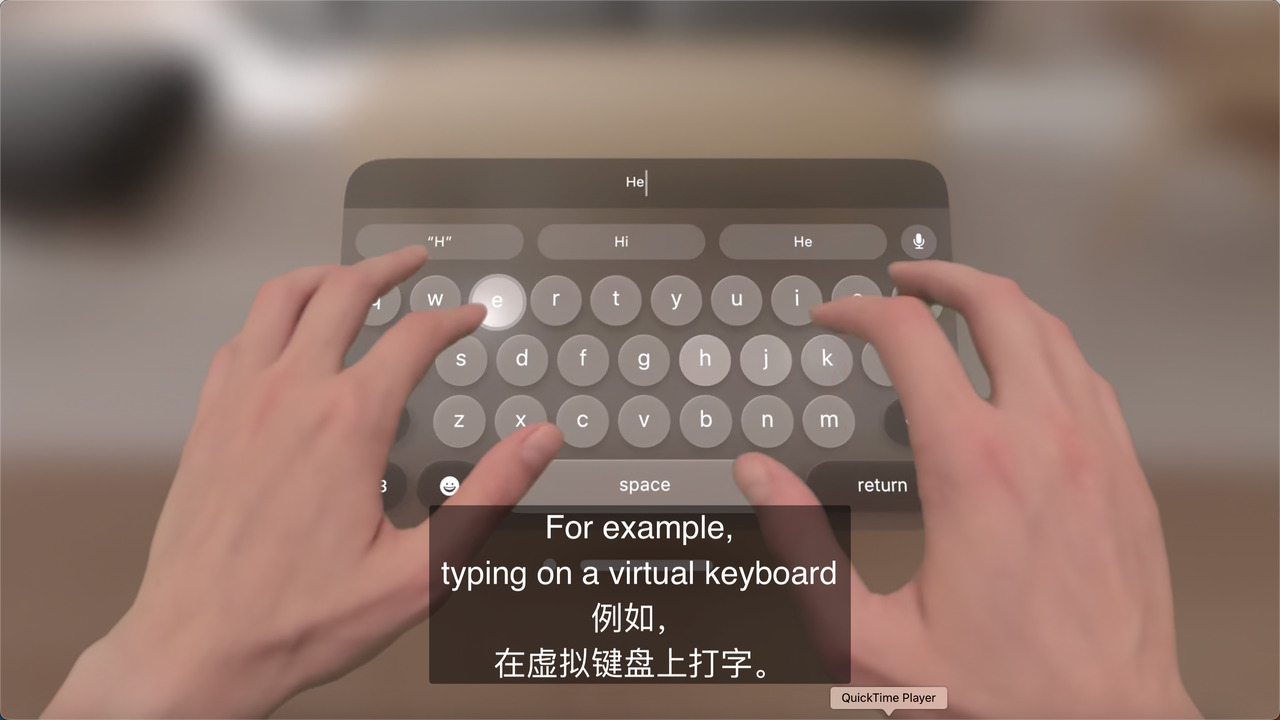 He
“H” Hi He
q w e r t y u i
s d f g h j k
z x c v b n m
space return
For example,
typing on a virtual keyboard
例如，
在虚拟键盘上打字。
QuickTime Player